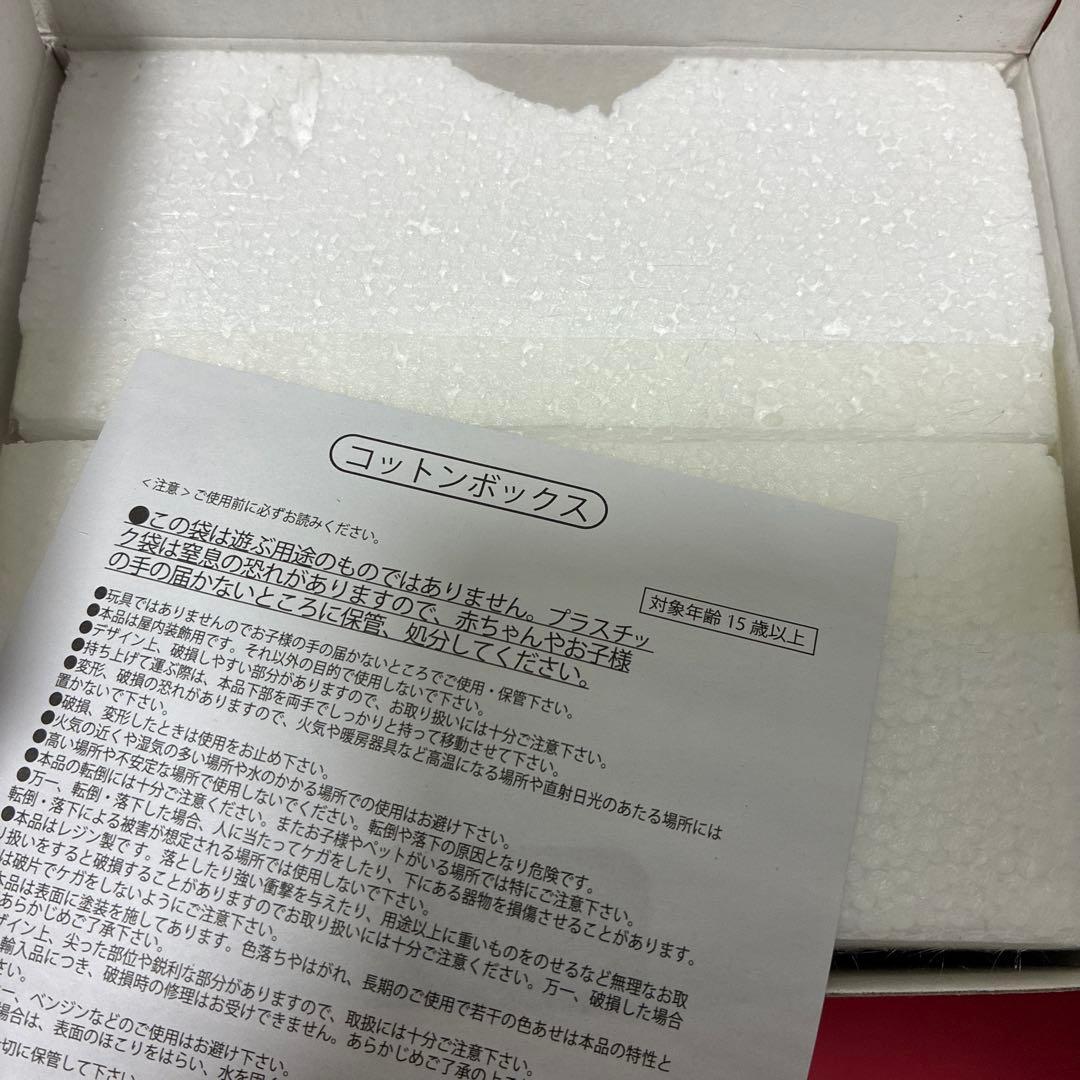 コットンボックス
＜注意＞ご使用前に必ずお読みください。
対象年齢 15 歳以上
●この袋は遊ぶ用途のものではありません。プラスチッ
ク袋は窒息の恐れがありますので、赤ちゃんやお子様
の手の届かないところに保管、処分してください。
●玩具ではありませんのでお子様の手の届かないところでご使用・保管下さい。
●本品は屋内装飾用です。それ以外の目的で使用しないで下さい。
●デザイン上、破損しやすい部分がありますので、お取り扱いには十分ご注意下さい。
●持ち上げて運ぶ際は、本品下部を両手でしっかりと持って移動させて下さい。
●変形、破損の恐れがありますので、火気や暖房器具など高温になる場所や直射日光のあたる場所には
置かないで下さい。
●破損、変形したときは使用をお止め下さい。
●火気の近くや湿気の多い場所や水のかかる場所での使用はお避け下さい。
●高い場所や不安定な場所で使用しないでください。転倒や落下の原因となり危険です。
●本品の転倒には十分ご注意ください。またお子様やペットがいる場所では特にご注意下さい。
●万一、転倒・落下した場合、人に当たってケガをしたり、下にある器物を損傷させることがあります。
転倒・落下による被害が想定される場所では使用しないで下さい。
●本品はレジン製です。落としたり強い衝撃を与えたり、用途以上に重いものをのせるなど無理なお取
り扱いをすると破損することがありますのでお取り扱いには十分ご注意ください。万一、破損した場合
は破片でケガをしないようにご注意下さい。
本品は表面に塗装を施してあります。色落ちやはがれ、長期のご使用で若干の色あせは本品の特性と
あらかじめご了承下さい。
ザイン上、尖った部位や鋭利な部分がありますので、取扱には十分ご注意下さい。
輸入品につき、破損時の修理はお受けできません。あらかじめご了承の上
さい。
ー、ベンジンなどのご使用はお避け下さい。
場合は、表面のほこりをはらい、水を
切に保管して下さい。